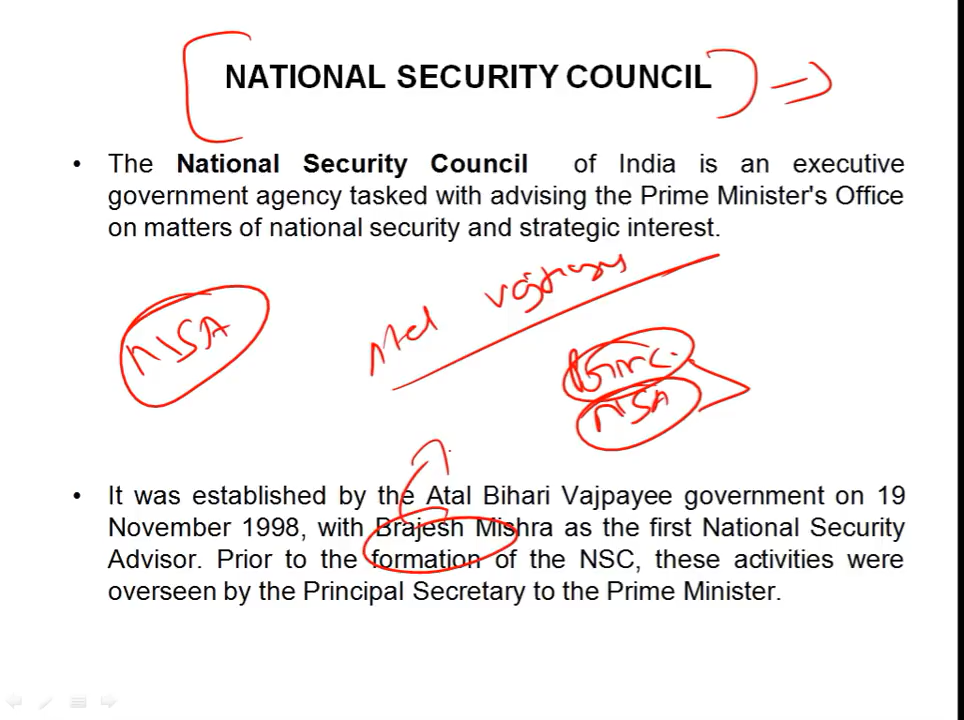 NATIONAL SECURITY COUNCIL
• The National Security Council of India is an executive
government agency tasked with advising the Prime Minister's Office
on matters of national security and strategic interest.
NSA
NSA
• It was established by the Atal Bihari Vajpayee government on 19
November 1998, with Brajesh Mishra as the first National Security
Advisor. Prior to the formation of the NSC, these activities were
overseen by the Principal Secretary to the Prime Minister.